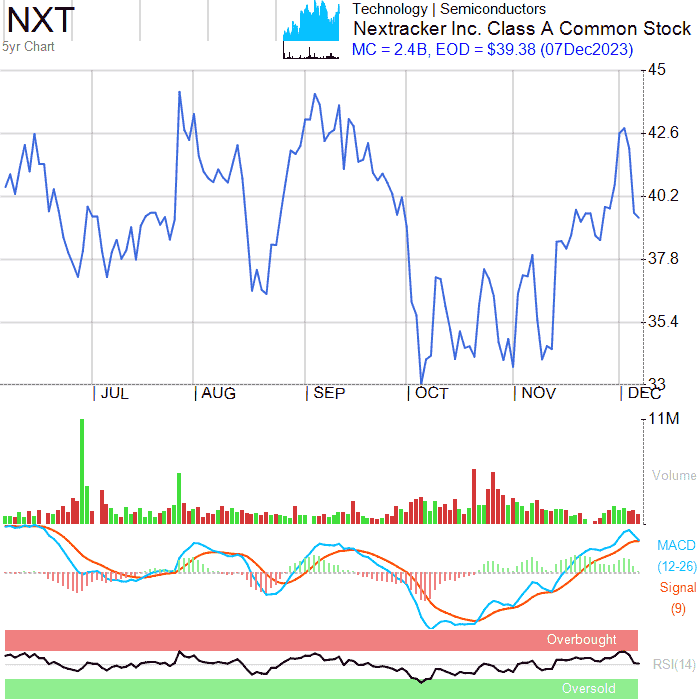 NXT
5yr Chart
Technology | Semiconductors
Nextracker Inc. Class A Common Stock
MC = 2.4B, EOD = $39.38 (07Dec2023)
45
42.6
40.2
37.8
35.4
33
JUL AUG SEP OCT NOV DEC
11M
Volume
MACD
(12-26)
Signal
(9)
Overbought
RSI(14)
Oversold